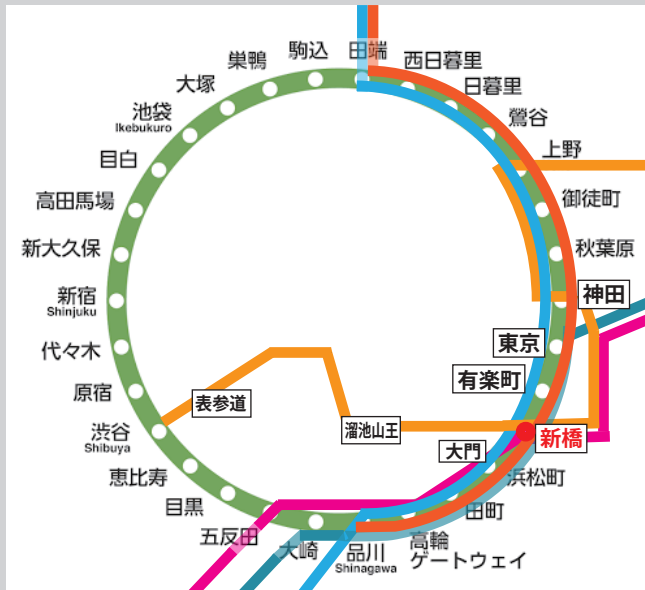 駒込
田端
西日暮里
日暮里
鶯谷
上野
御徒町
秋葉原
神田
東京
有楽町
新橋
大門
浜松町
田町
高輪
ゲートウェイ
品川
Shinagawa
大崎
五反田
目黒
恵比寿
渋谷
Shibuya
原宿
代々木
新宿
Shinjuku
新大久保
高田馬場
目白
池袋
Ikebukuro
大塚
巣鴨
表参道
溜池山王